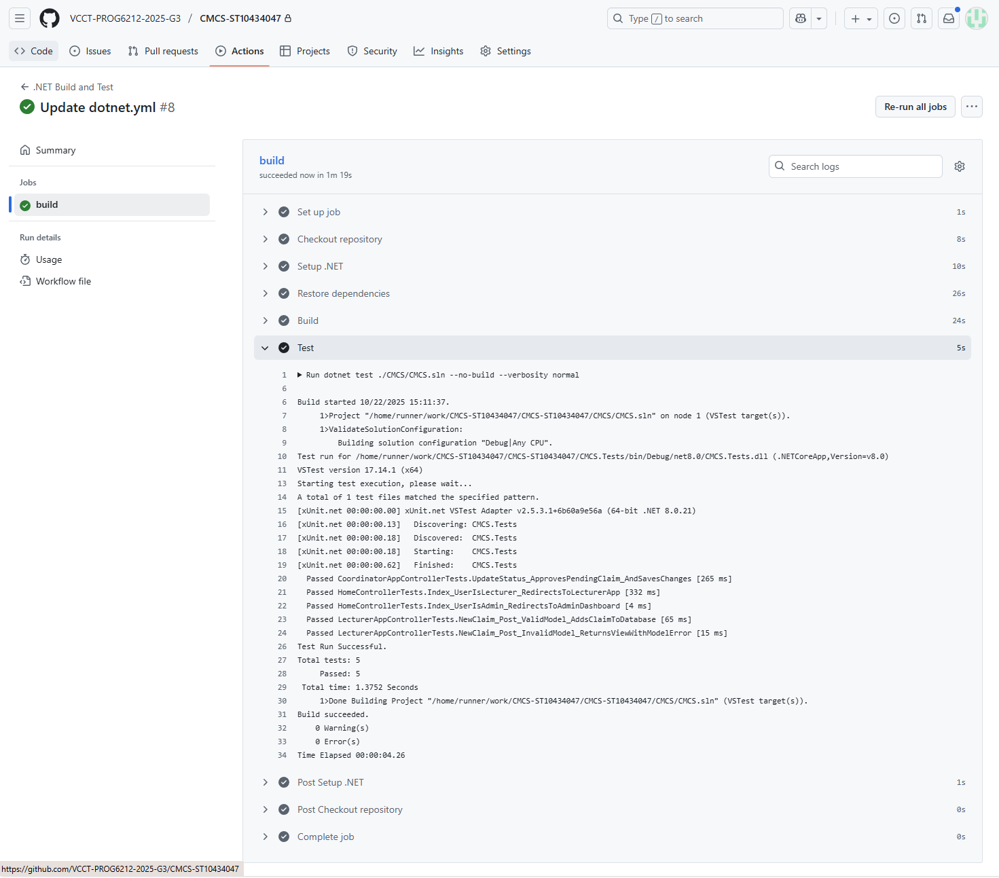 VCCT-PROG6212-2025-G3 / CMCS-ST10434047
Type / to search
Code Issues Pull requests Actions Projects Security Insights Settings
.NET Build and Test
Update dotnet.yml #8
Re-run all jobs
Summary
Jobs
build
Run details
Usage
Workflow file
build
succeeded now in 1m 19s
Search logs
Set up job 1s
Checkout repository 8s
Setup .NET 10s
Restore dependencies 26s
Build 24s
Test 5s
1 Run dotnet test ./CMCS/CMCS.sln --no-build --verbosity normal
6
6 Build started 10/22/2025 15:11:37.
7 1>Project "/home/runner/work/CMCS-ST10434047/CMCS-ST10434047/CMCS/CMCS.sln" on node 1 (VSTest target(s)).
8 1>ValidateSolutionConfiguration:
9 Building solution configuration "Debug|Any CPU".
10 Test run for /home/runner/work/CMCS-ST10434047/CMCS-ST10434047/CMCS.Tests/bin/Debug/net8.0/CMCS.Tests.dll (.NETCoreApp,Version=v8.0)
11 VSTest version 17.14.1 (x64)
13 Starting test execution, please wait...
14 A total of 1 test files matched the specified pattern.
15 [xUnit.net 00:00:00.00] xUnit.net VSTest Adapter v2.5.3.1+6b60a9e56a (64-bit .NET 8.0.21)
16 [xUnit.net 00:00:00.13] Discovering: CMCS.Tests
17 [xUnit.net 00:00:00.18] Discovered: CMCS.Tests
18 [xUnit.net 00:00:00.18] Starting: CMCS.Tests
19 [xUnit.net 00:00:00.62] Finished: CMCS.Tests
20 Passed CoordinatorAppControllerTests.UpdateStatus_ApprovesPendingClaim_AndSavesChanges [265 ms]
21 Passed HomeControllerTests.Index_UserIsLecturer_RedirectsToLecturerApp [332 ms]
22 Passed HomeControllerTests.Index_UserIsAdmin_RedirectsToAdminDashboard [4 ms]
23 Passed LecturerAppControllerTests.NewClaim_Post_ValidModel_AddsClaimToDatabase [65 ms]
24 Passed LecturerAppControllerTests.NewClaim_Post_InvalidModel_ReturnsViewWithModelError [15 ms]
26 Test Run Successful.
27 Total tests: 5
28 Passed: 5
29 Total time: 1.3752 Seconds
30 1>Done Building Project "/home/runner/work/CMCS-ST10434047/CMCS-ST10434047/CMCS/CMCS.sln" (VSTest target(s)).
31 Build succeeded.
32 0 Warning(s)
33 0 Error(s)
34 Time Elapsed 00:00:04.26
Post Setup .NET 1s
Post Checkout repository 0s
Complete job 0s
https://github.com/VCCT-PROG6212-2025-G3/CMCS-ST10434047